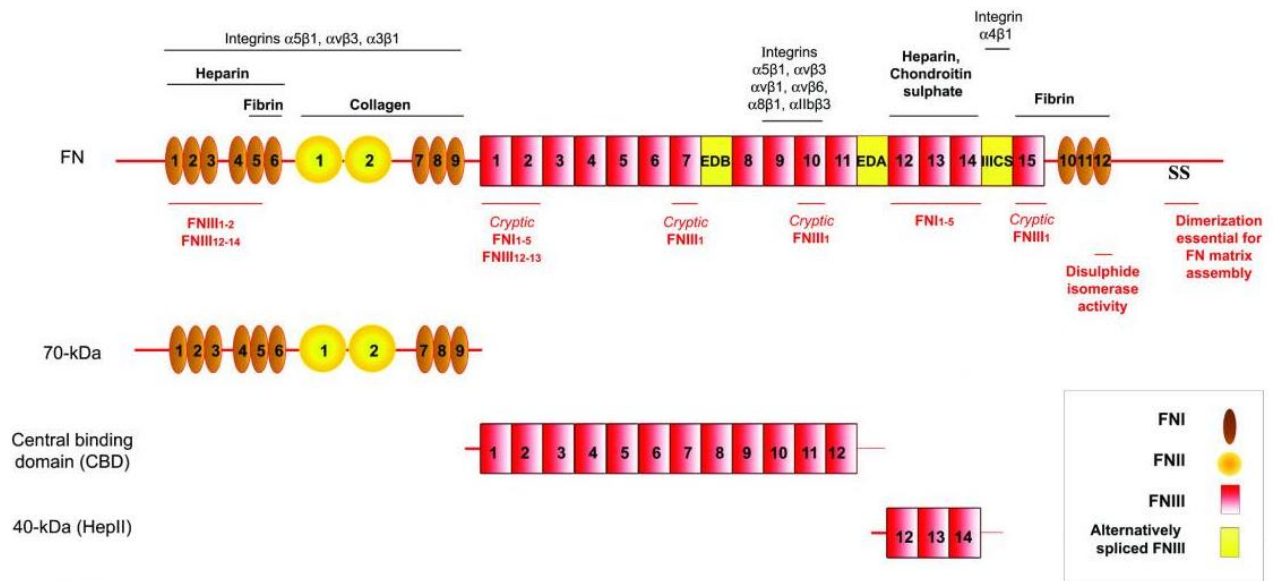 Integrins α5β1, αvβ3, α3β1
Heparin
Fibrin
Collagen
Integrins
α5β1, αvβ3
αvβ1, αvβ6,
α8β1, αIIbβ3
Heparin,
Chondroitin
sulphate
Integrin
α4β1
Fibrin
FN
1 2 3 4 5 6 1 2 7 8 9 1 2 3 4 5 6 7 EDB 8 9 10 11 EDA 12 13 14 IIICS 15 10 11 12
SS
FNIII1-2
FNIII12-14
Cryptic
FNI1-5
FNIII12-13
Cryptic
FNIII1
Cryptic
FNIII1
FNI1-5
Cryptic
FNIII1
Disulphide
isomerase
activity
Dimerization
essential for
FN matrix
assembly
70-kDa
1 2 3 4 5 6 1 2 7 8 9
Central binding
domain (CBD)
1 2 3 4 5 6 7 8 9 10 11 12
40-kDa (HepII)
12 13 14
FNI
FNII
FNIII
Alternatively
spliced FNIII